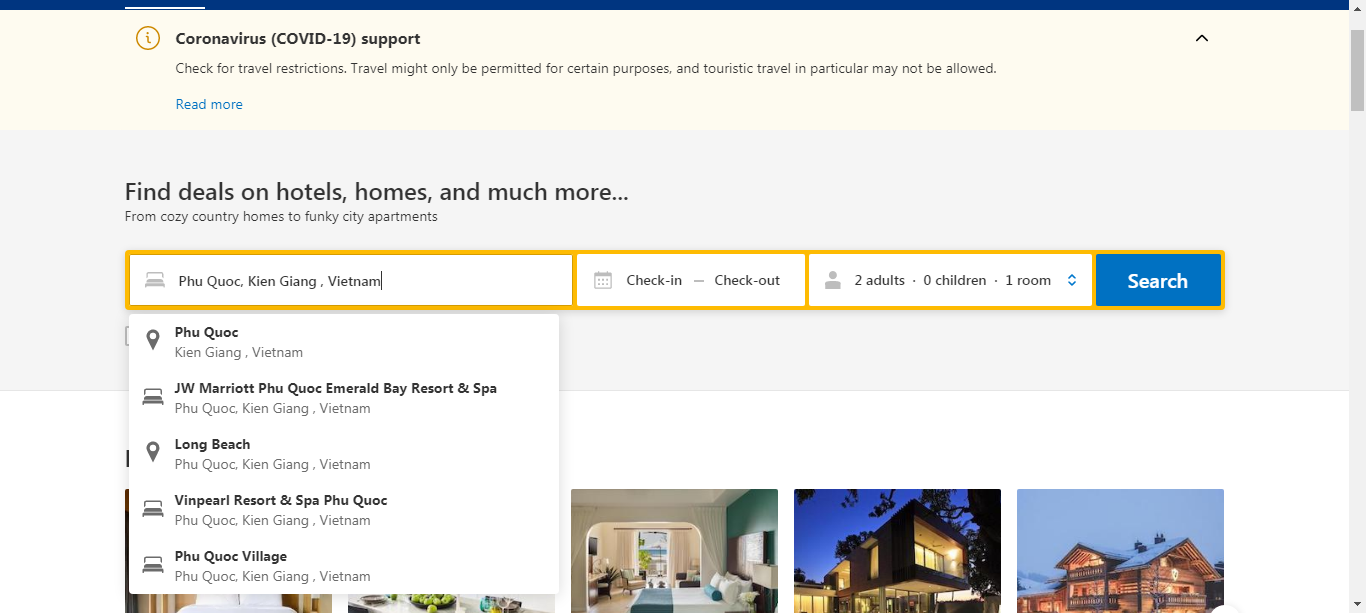 Coronavirus (COVID-19) support
Check for travel restrictions. Travel might only be permitted for certain purposes, and touristic travel in particular may not be allowed.
Read more
Find deals on hotels, homes, and much more...
From cozy country homes to funky city apartments
Phu Quoc, Kien Giang , Vietnam
Check-in — Check-out
2 adults · 0 children · 1 room
Search
Phu Quoc
Kien Giang , Vietnam
JW Marriott Phu Quoc Emerald Bay Resort & Spa
Phu Quoc, Kien Giang , Vietnam
Long Beach
Phu Quoc, Kien Giang , Vietnam
Vinpearl Resort & Spa Phu Quoc
Phu Quoc, Kien Giang , Vietnam
Phu Quoc Village
Phu Quoc, Kien Giang , Vietnam